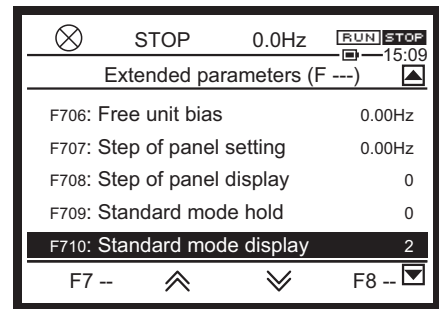 STOP 0.0Hz RUN STOP
15:09
Extended parameters (F ---)
F706: Free unit bias 0.00Hz
F707: Step of panel setting 0.00Hz
F708: Step of panel display 0
F709: Standard mode hold 0
F710: Standard mode display 2
F7 -- F8 --